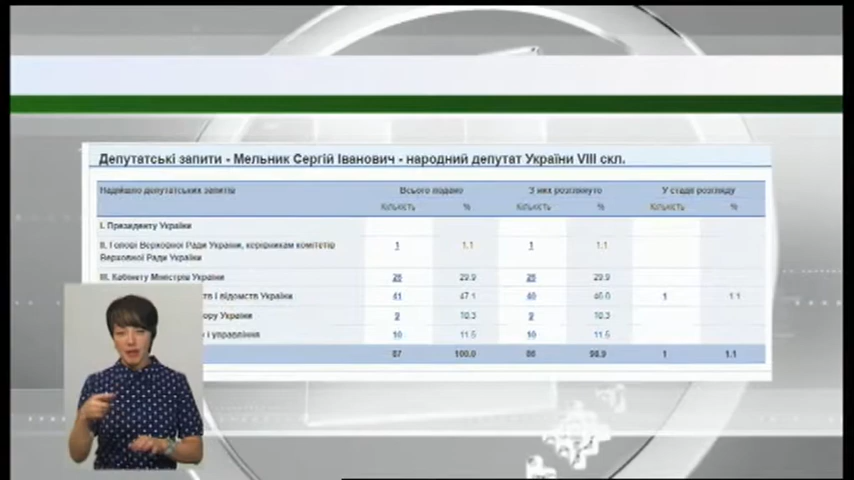 Депутатські запити - Мельник Сергій Іванович - народний депутат України VIII скл.
Надійшло депутатських запитів Всього подано З них розглянуто У стадії розгляду
Кількість % Кількість % Кількість %
I. Президенту України
II. Голові Верховної Ради України, керівникам комітетів 1 1.1 1 1.1
Верховної Ради України
III. Кабінету Міністрів України 26 29.9 26 29.9
і відомств України 41 47.1 40 46.0 1 1.1
України 9 10.3 9 10.3
і управління 10 11.5 10 11.5
87 100.0 86 98.9 1 1.1